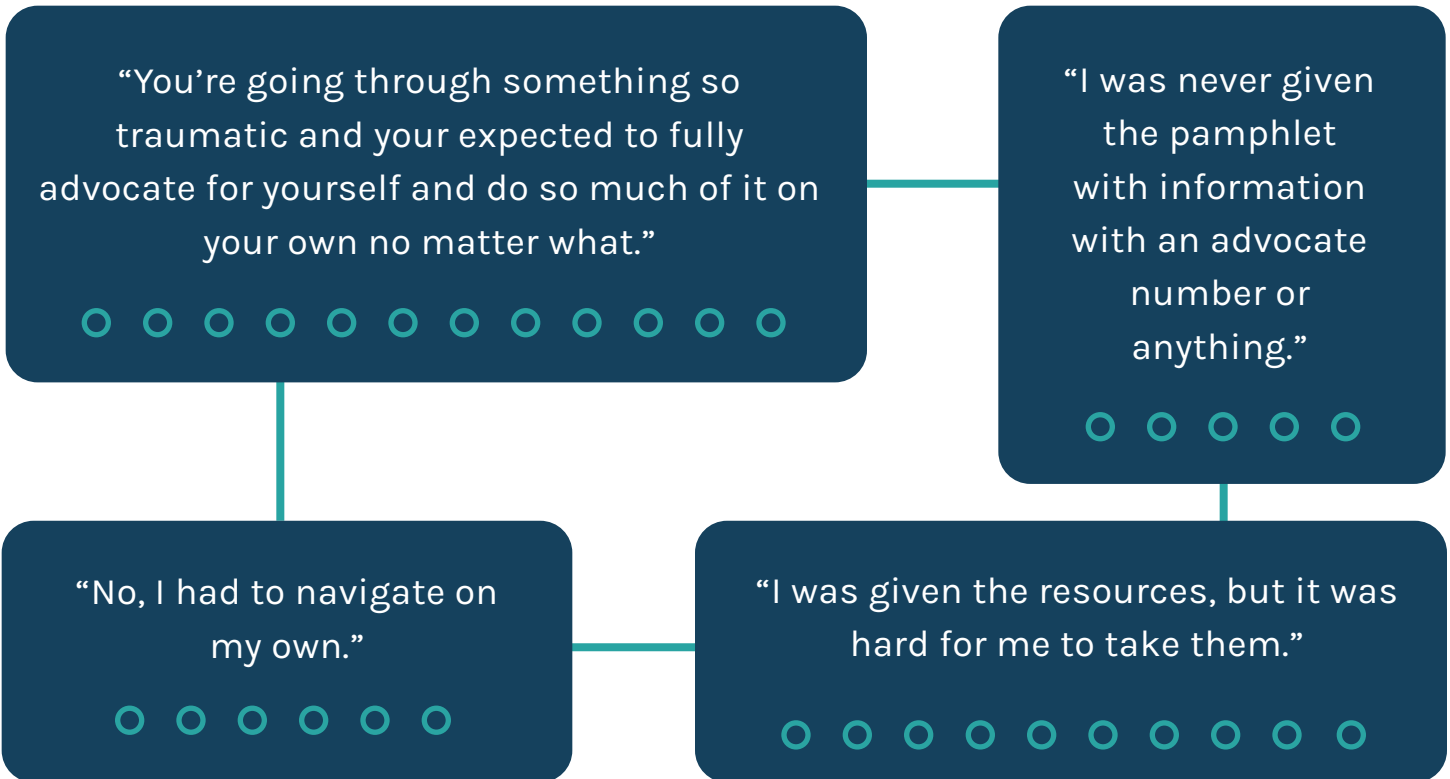 “You’re going through something so
traumatic and your expected to fully
advocate for yourself and do so much of it on
your own no matter what.”
“I was never given
the pamphlet
with information
with an advocate
number or
anything.”
“No, I had to navigate on
my own.”
“I was given the resources, but it was
hard for me to take them.”